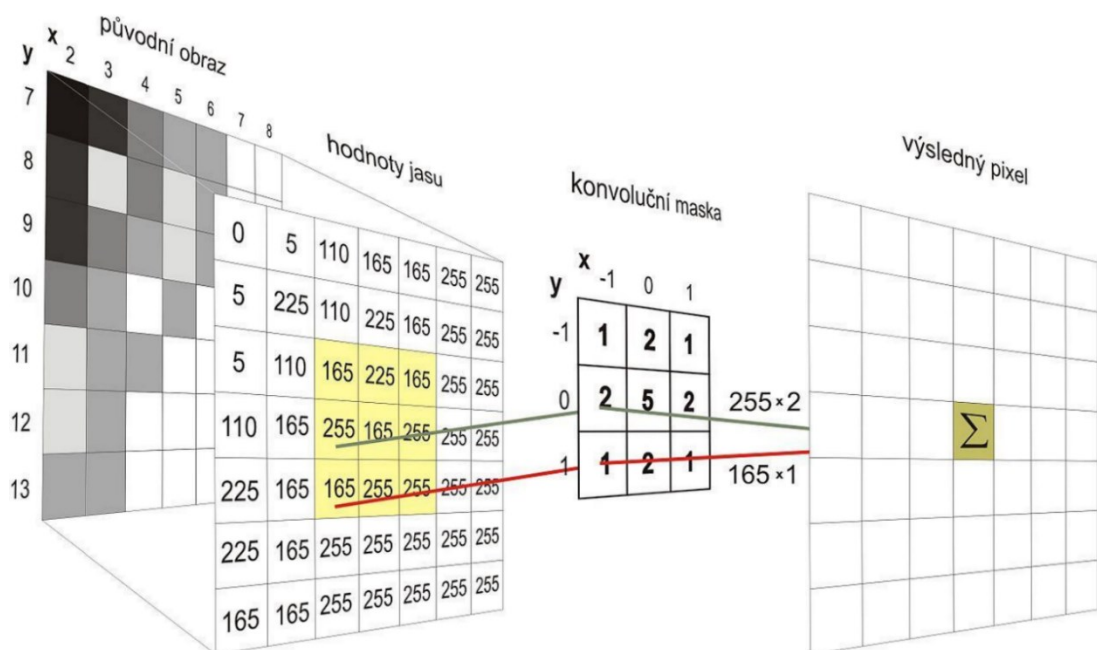 původní obraz
x
y
2 3 4 5 6 7 8
7
8
9
10
11
12
13
hodnoty jasu
0 5 110 165 165 255 255
5 225 110 225 165 255 255
5 110 165 225 165 255 255
110 165 255 165 255 255 255
225 165 165 255 255 255 255
225 165 255 255 255 255 255
165 165 255 255 255 255 255
konvoluční maska
x
y
-1 0 1
-1 1 2 1
0 2 5 2
1 1 2 1
255×2
165×1
výsledný pixel
Σ